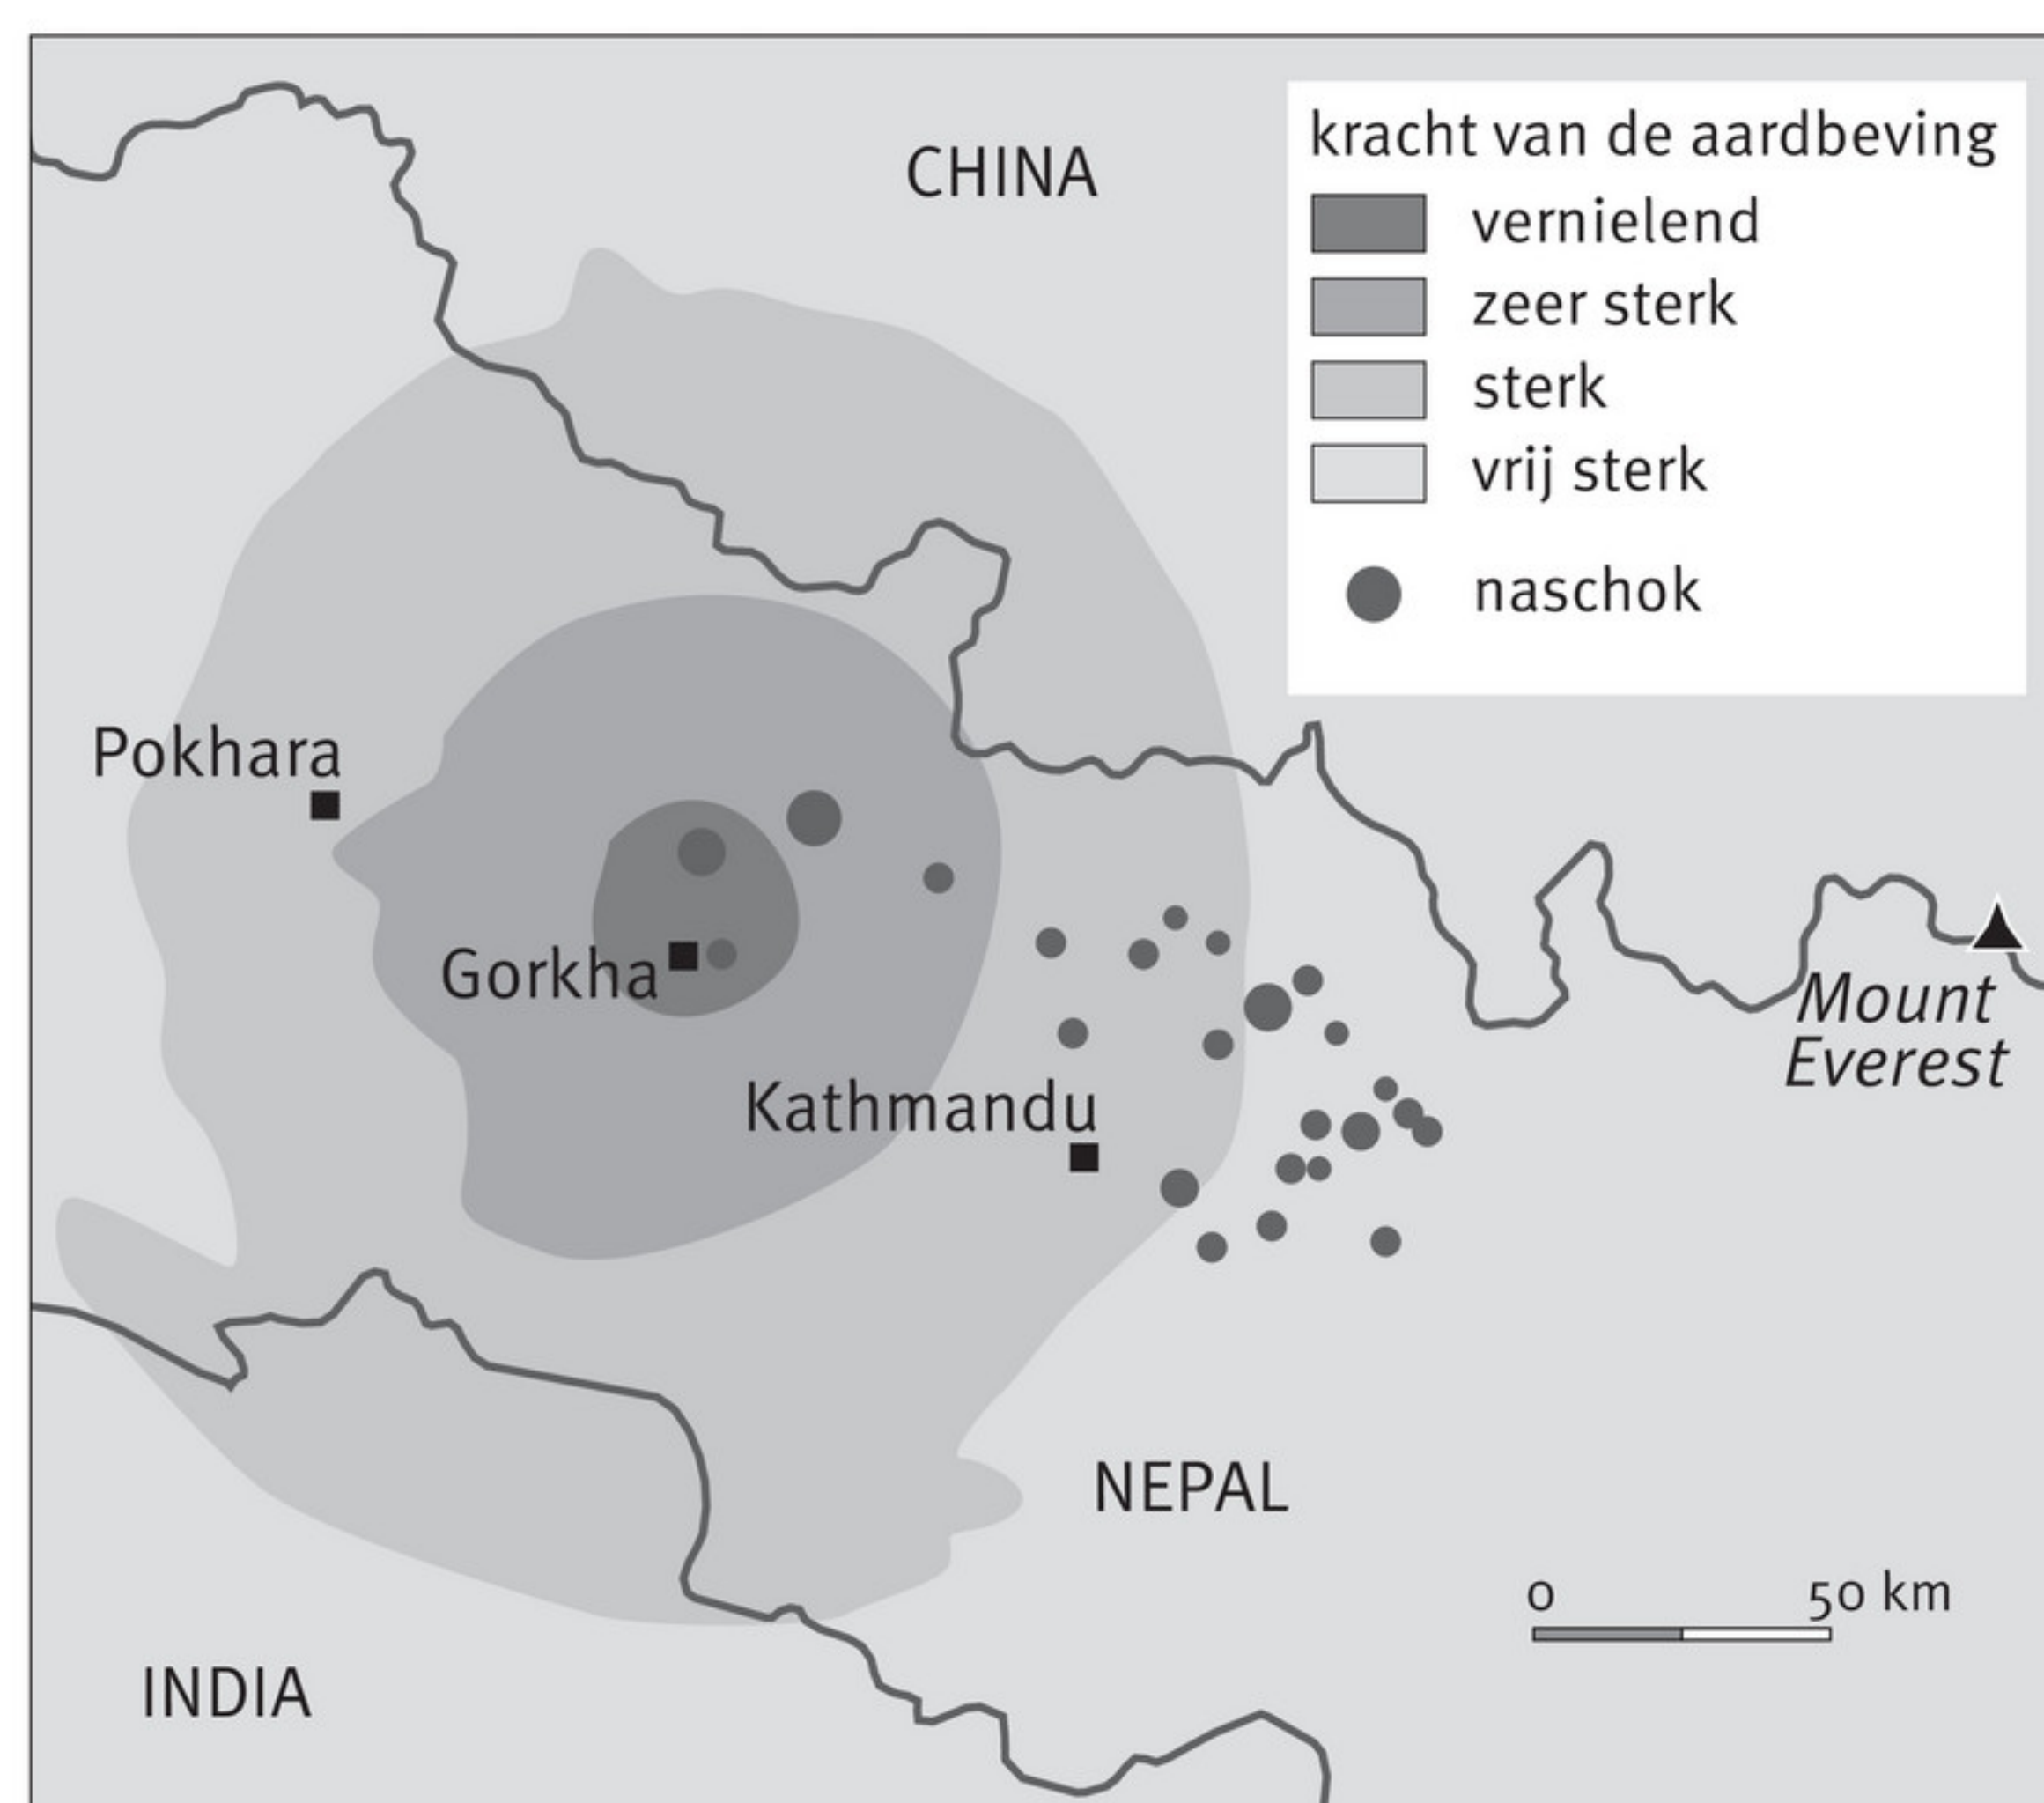 CHINA
kracht van de aardbeving
vernielend
zeer sterk
sterk
vrij sterk
naschok
Pokhara
Gorkha
Kathmandu
Mount
Everest
NEPAL
0 50 km
INDIA